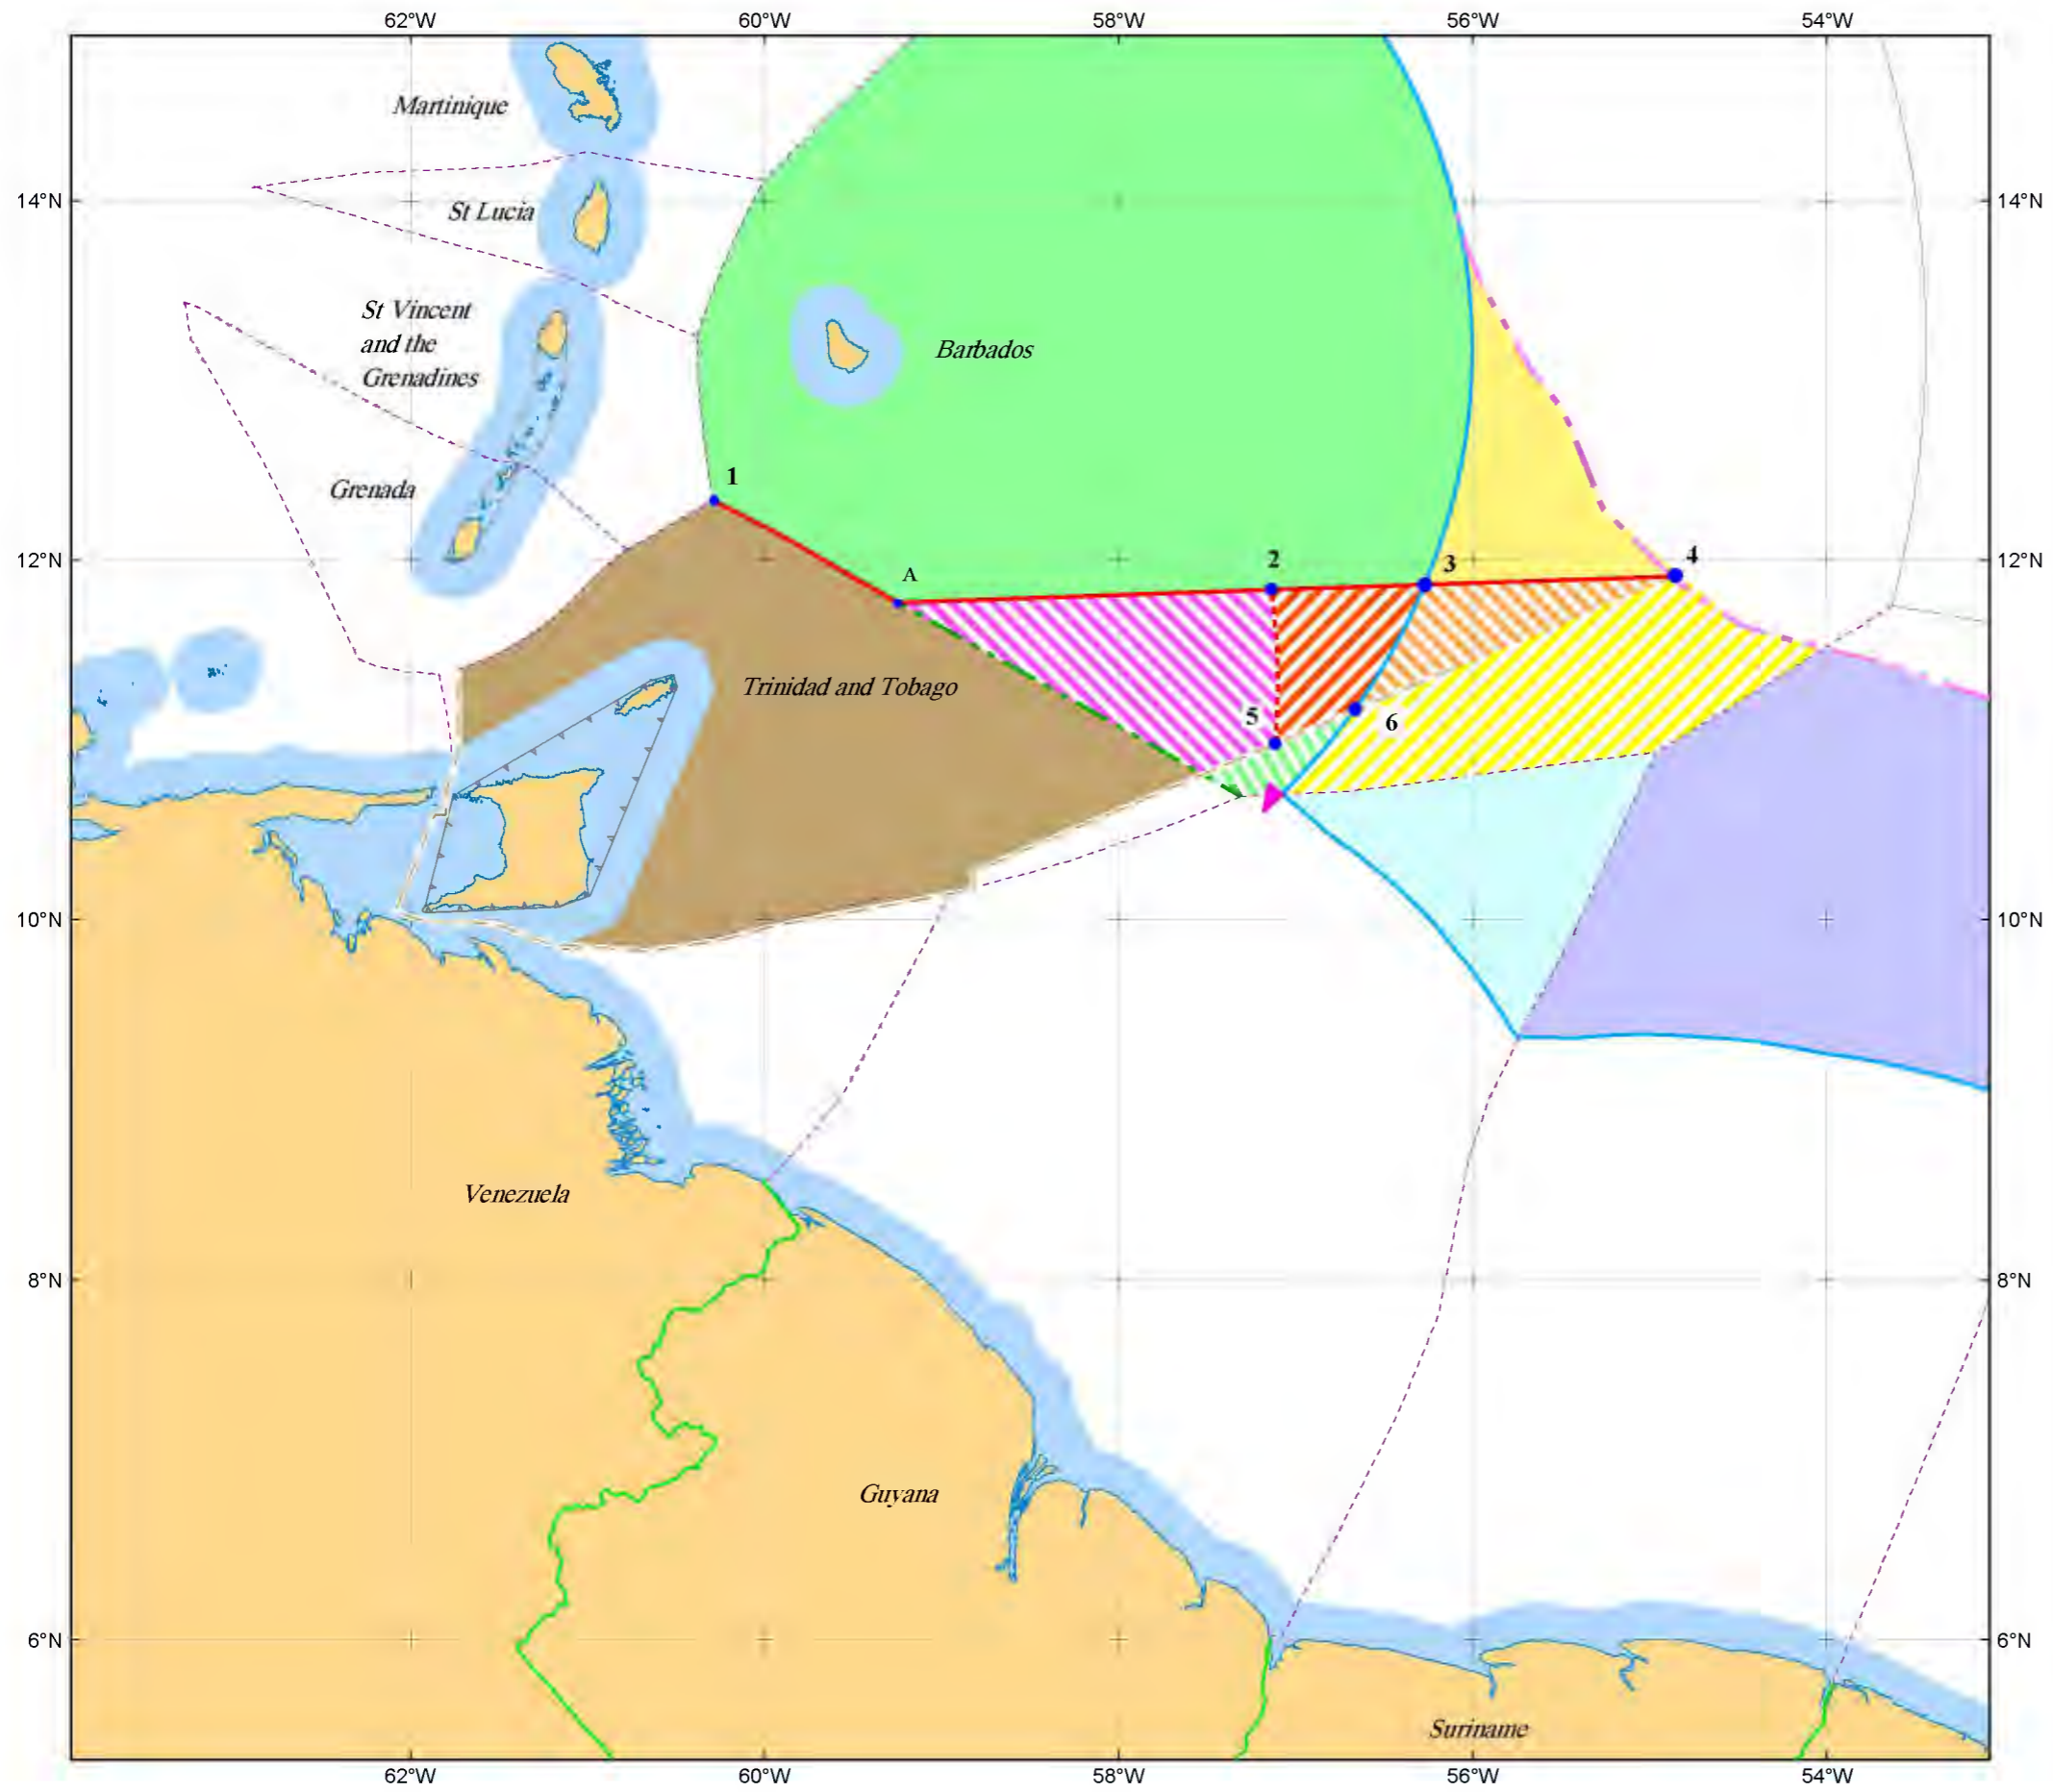 62°W 60°W 58°W 56°W 54°W
Martinique
14°N 14°N
St Lucia
St Vincent
and the
Grenadines
Barbados
1
Grenada
12°N 12°N
2
3
4
A
Trinidad and Tobago
5
6
10°N 10°N
Venezuela
8°N 8°N
Guyana
6°N 6°N
Suriname
62°W 60°W 58°W 56°W 54°W